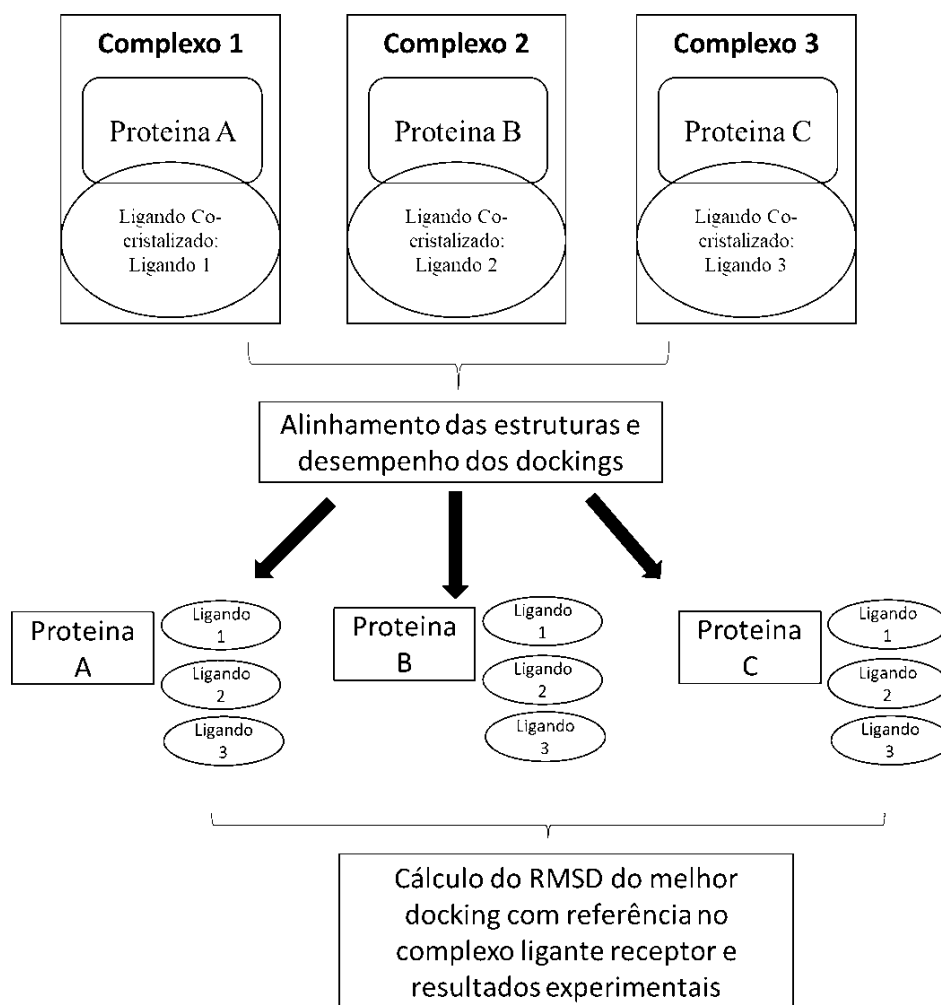 Complexo 1
Proteina A
Ligando Co-
cristalizado:
Ligando 1
Complexo 2
Proteina B
Ligando Co-
cristalizado:
Ligando 2
Complexo 3
Proteina C
Ligando Co-
cristalizado:
Ligando 3
Alinhamento das estruturas e
desempenho dos dockings
Proteina
A
Ligando
1
Ligando
2
Ligando
3
Proteina
B
Ligando
1
Ligando
2
Ligando
3
Proteina
C
Ligando
1
Ligando
2
Ligando
3
Cálculo do RMSD do melhor
docking com referência no
complexo ligante receptor e
resultados experimentais